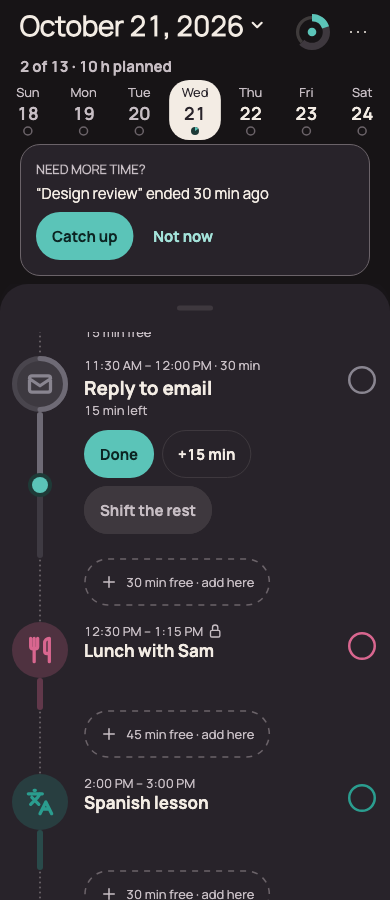 October 21, 2026
2 of 13 · 10 h planned
Sun Mon Tue Wed Thu Fri Sat
18 19 20 21 22 23 24
NEED MORE TIME?
"Design review" ended 30 min ago
Catch up Not now
15 min free
11:30 AM – 12:00 PM · 30 min
Reply to email
15 min left
Done +15 min
Shift the rest
+ 30 min free · add here
12:30 PM – 1:15 PM
Lunch with Sam
+ 45 min free · add here
2:00 PM – 3:00 PM
Spanish lesson
+ 30 min free · add here